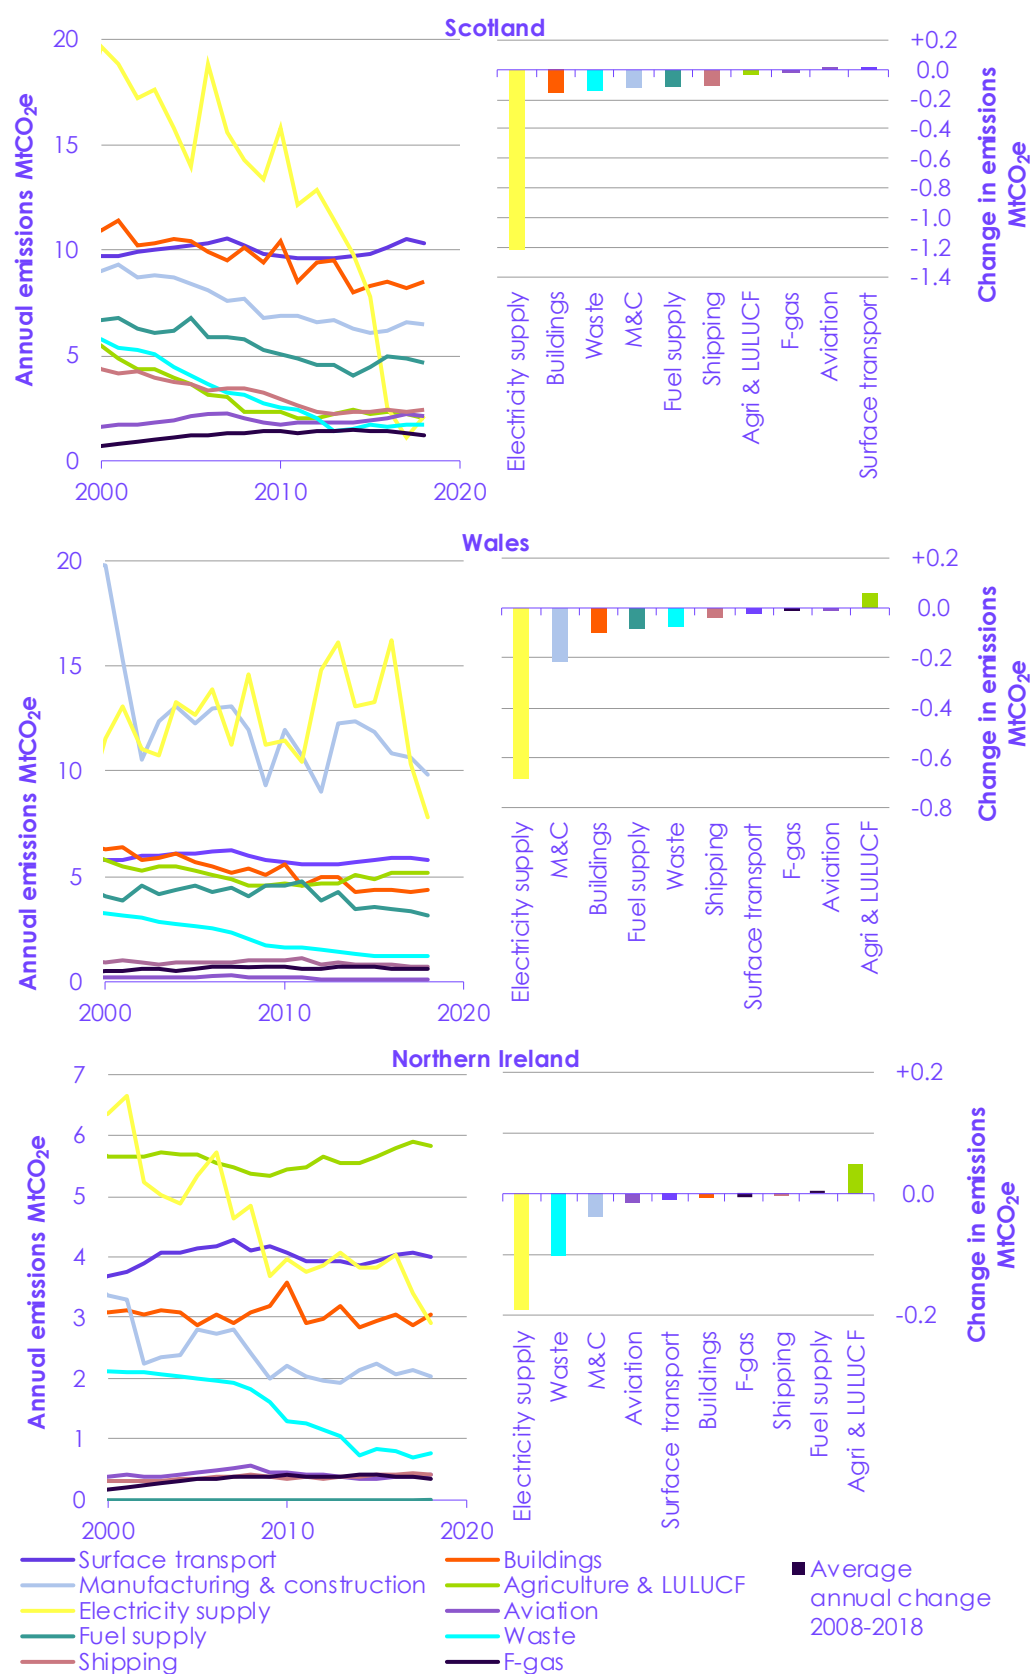 Scotland
20
15
10
5
0
2000
2010
2020
Annual emissions MtCO₂e
+0.2
0.0
-0.2
-0.4
-0.6
-0.8
-1.0
-1.2
-1.4
Change in emissions
MtCO₂e
Electricity supply
Buildings
Waste
M&C
Fuel supply
Shipping
Agri & LULUCF
F-gas
Aviation
Surface transport
Wales
20
15
10
5
0
2000
2010
2020
Annual emissions MtCO₂e
+0.2
0.0
-0.2
-0.4
-0.6
-0.8
Change in emissions
MtCO₂e
Electricity supply
M&C
Buildings
Fuel supply
Waste
Shipping
Surface transport
F-gas
Aviation
Agri & LULUCF
Northern Ireland
7
6
5
4
3
2
1
0
2000
2010
2020
Annual emissions MtCO₂e
+0.2
0.0
-0.2
Change in emissions
MtCO₂e
Electricity supply
Waste
M&C
Aviation
Surface transport
Buildings
F-gas
Shipping
Fuel supply
Agri & LULUCF
Surface transport
Manufacturing & construction
Electricity supply
Fuel supply
Shipping
Buildings
Agriculture & LULUCF
Aviation
Waste
F-gas
Average
annual change
2008-2018